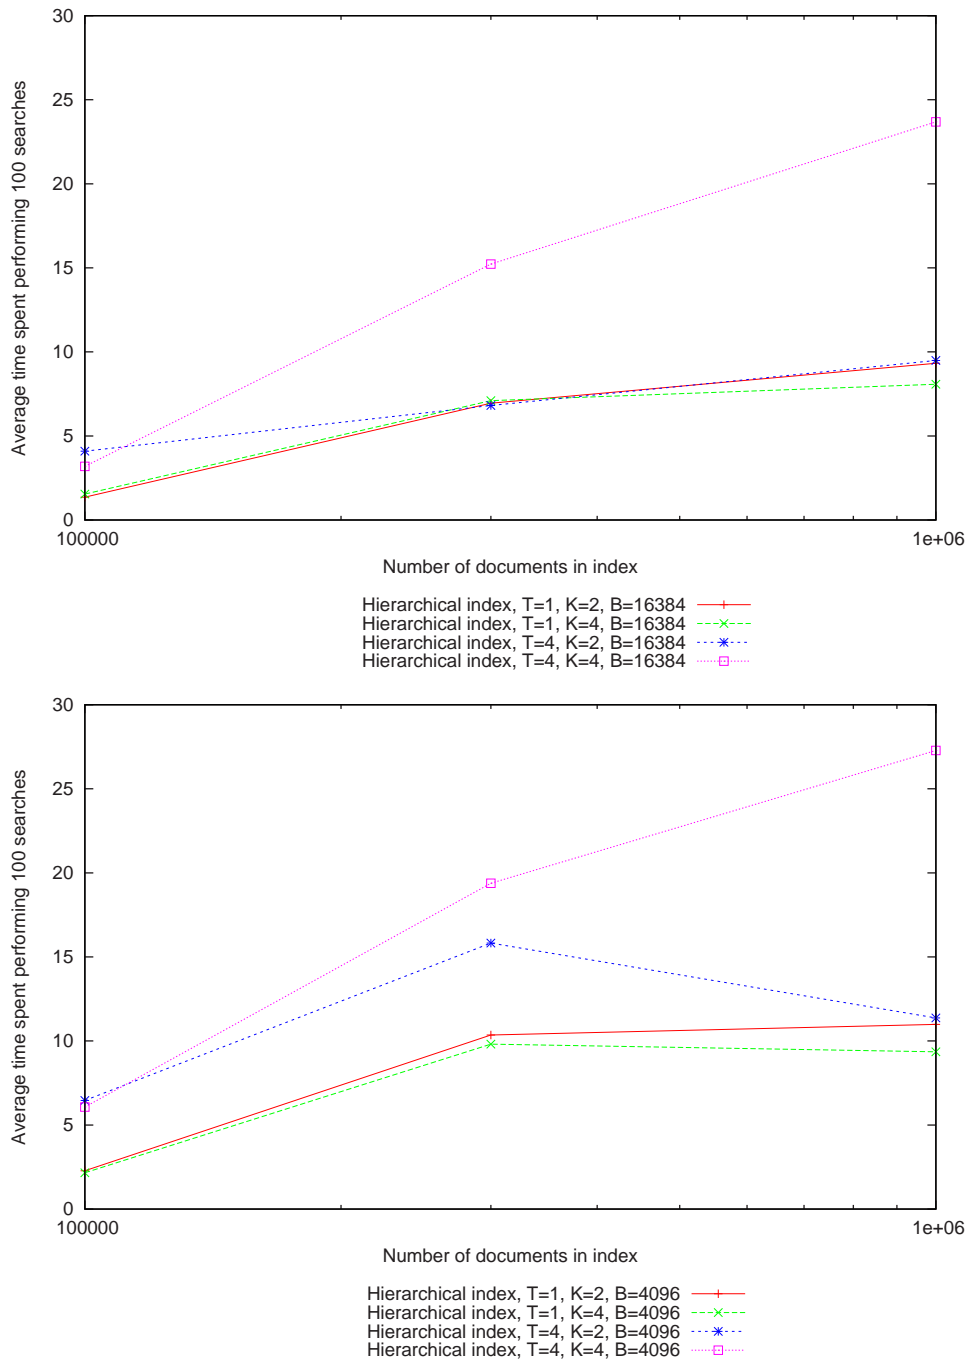 30
25
20
15
10
5
0
Average time spent performing 100 searches
100000
1e+06
Number of documents in index
Hierarchical index, T=1, K=2, B=16384
Hierarchical index, T=1, K=4, B=16384
Hierarchical index, T=4, K=2, B=16384
Hierarchical index, T=4, K=4, B=16384
30
25
20
15
10
5
0
Average time spent performing 100 searches
100000
1e+06
Number of documents in index
Hierarchical index, T=1, K=2, B=4096
Hierarchical index, T=1, K=4, B=4096
Hierarchical index, T=4, K=2, B=4096
Hierarchical index, T=4, K=4, B=4096